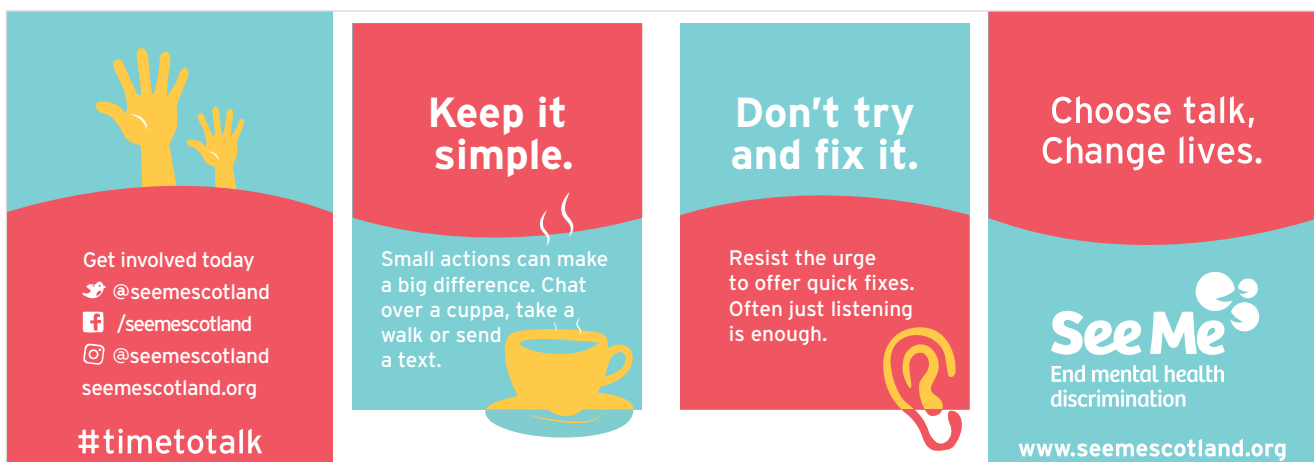 Get involved today
@seemescotland
/seemescotland
@seemescotland
seemescotland.org
#timetotalk
Keep it
simple.
Small actions can make
a big difference. Chat
over a cuppa, take a
walk or send
a text.
Don't try
and fix it.
Resist the urge
to offer quick fixes.
Often just listening
is enough.
Choose talk,
Change lives.
See Me
End mental health
discrimination
www.seemescotland.org